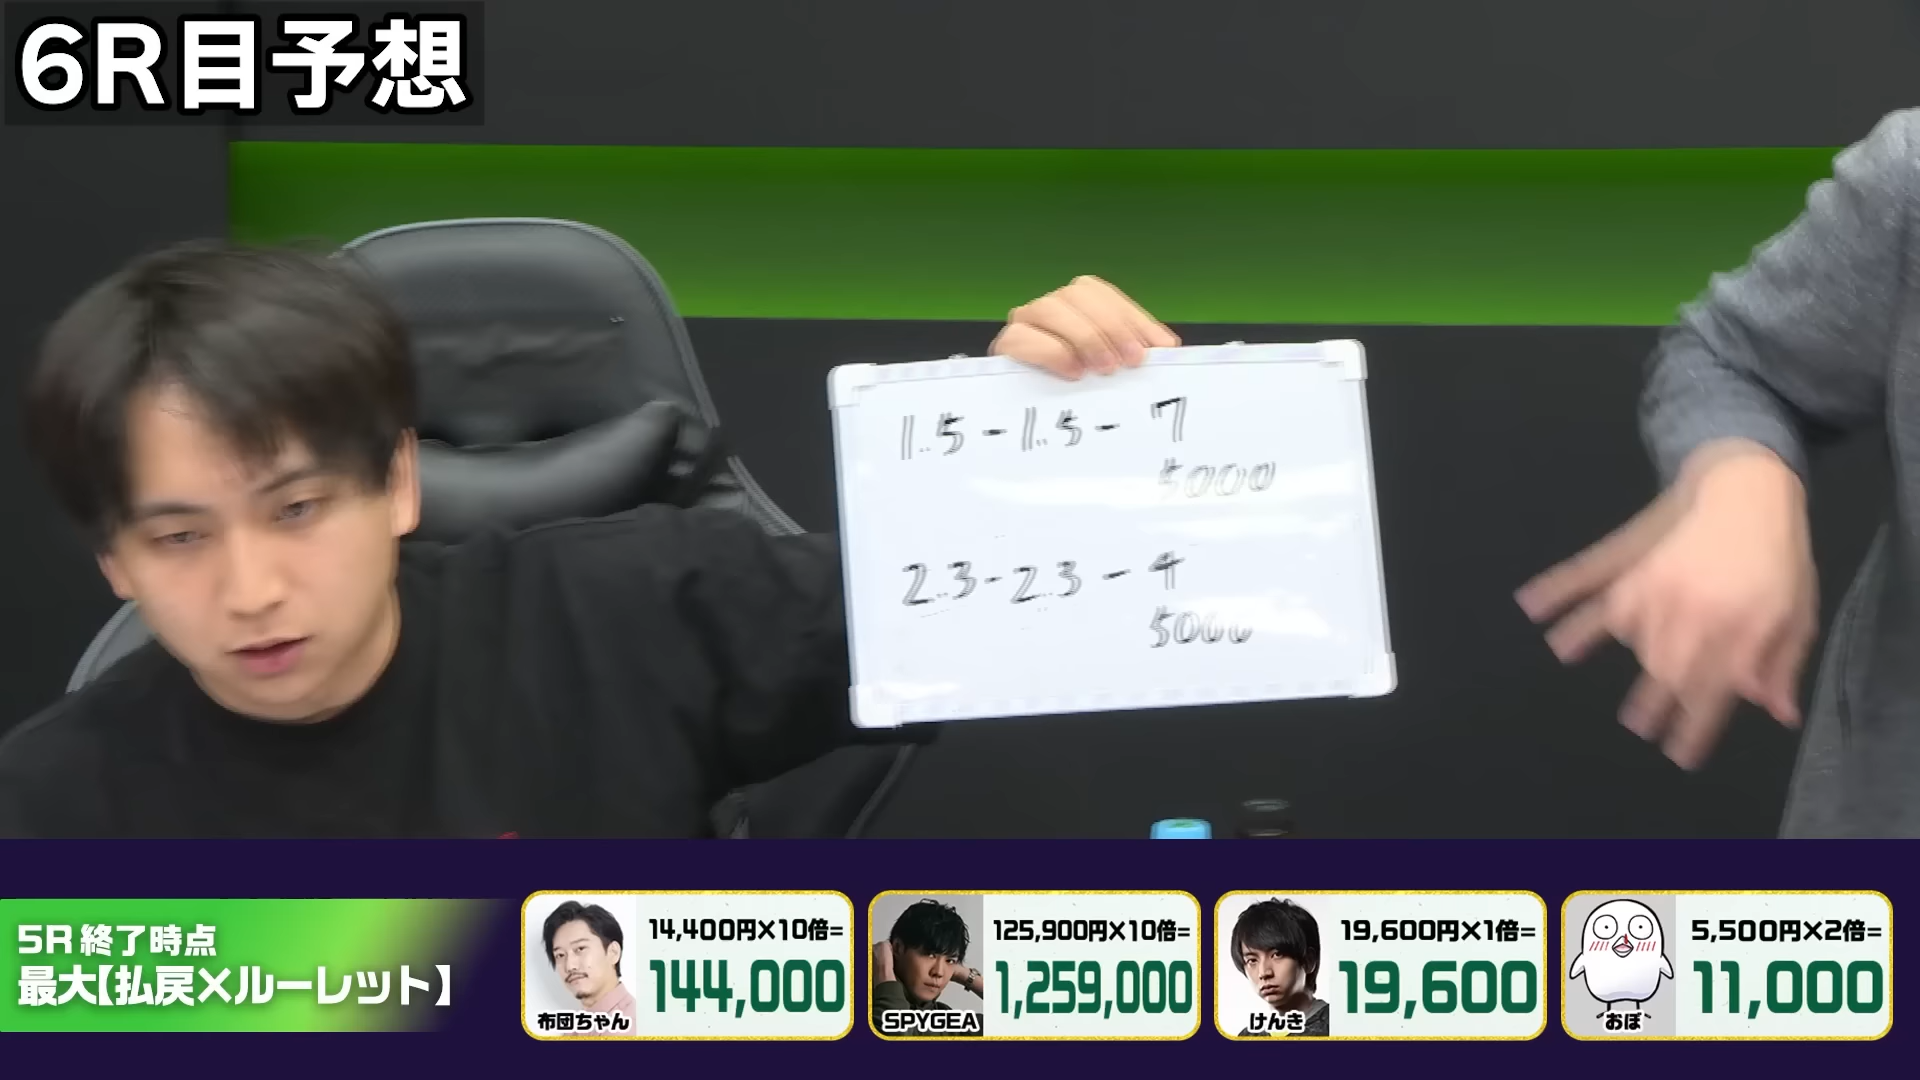 6R目予想
1.5-1.5-7
5000
2.3-2.3-4
5000
5R終了時点
最大【払戻×ルーレット】
14,400円×10倍=
144,000
布団ちゃん
125,900円×10倍=
1,259,000
SPYGEA
19,600円×1倍=
19,600
けんき
5,500円×2倍=
11,000
おぼ